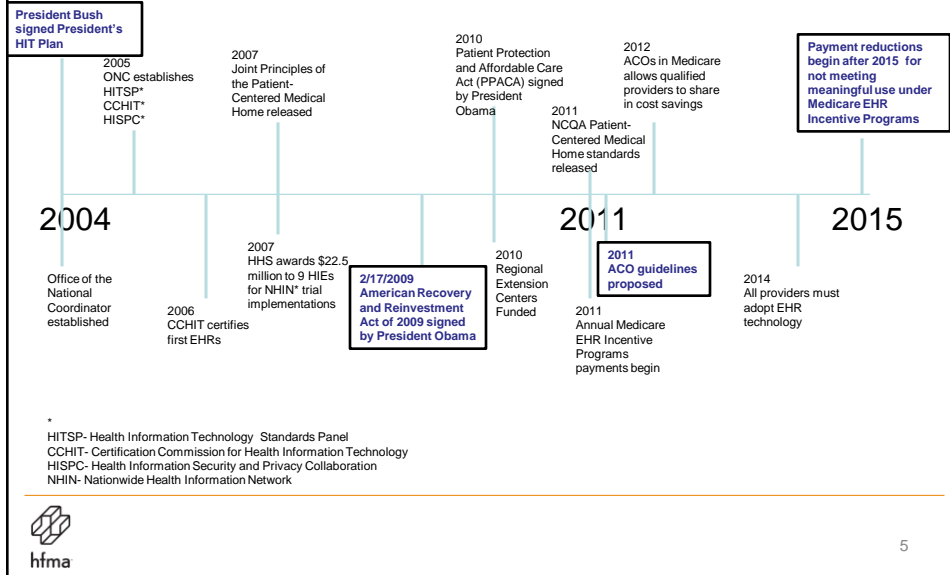 President Bush
signed President's
HIT Plan
2005
ONC establishes
HITSP*
CCHIT*
HISPC*
2007
Joint Principles of
the Patient-
Centered Medical
Home released
2010
Patient Protection
and Affordable Care
Act (PPACA) signed
by President
Obama
2011
NCQA Patient-
Centered Medical
Home standards
released
2012
ACOs in Medicare
allows qualified
providers to share
in cost savings
Payment reductions
begin after 2015 for
not meeting
meaningful use under
Medicare EHR
Incentive Programs
2004
2011
2015
Office of the
National
Coordinator
established
2006
CCHIT certifies
first EHRs
2007
HHS awards $22.5
million to 9 HIEs
for NHIN* trial
implementations
2/17/2009
American Recovery
and Reinvestment
Act of 2009 signed
by President Obama
2010
Regional
Extension
Centers
Funded
2011
Annual Medicare
EHR Incentive
Programs
payments begin
2011
ACO guidelines
proposed
2014
All providers must
adopt EHR
technology
*
HITSP- Health Information Technology Standards Panel
CCHIT- Certification Commission for Health Information Technology
HISPC- Health Information Security and Privacy Collaboration
NHIN- Nationwide Health Information Network
hfma
5